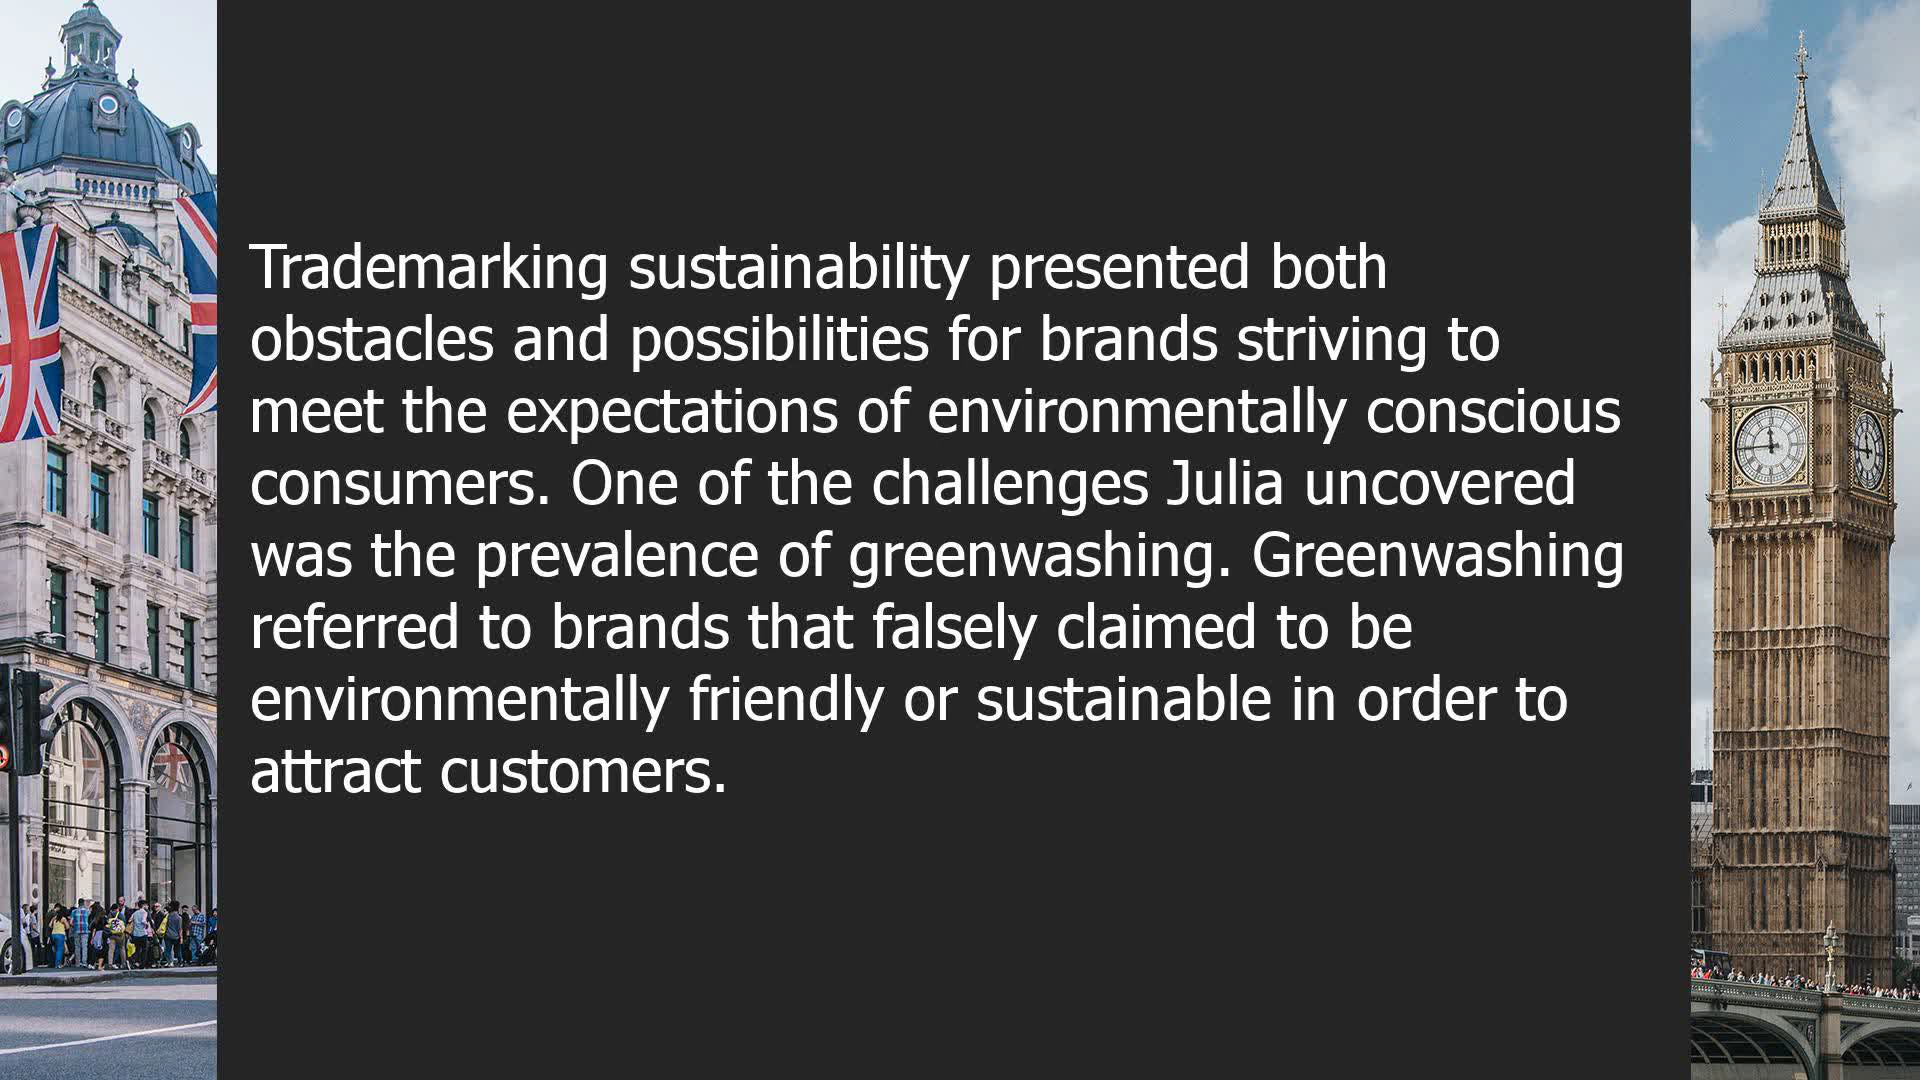 Trademarking sustainability presented both
obstacles and possibilities for brands striving to
meet the expectations of environmentally conscious
consumers. One of the challenges Julia uncovered
was the prevalence of greenwashing. Greenwashing
referred to brands that falsely claimed to be
environmentally friendly or sustainable in order to
attract customers.